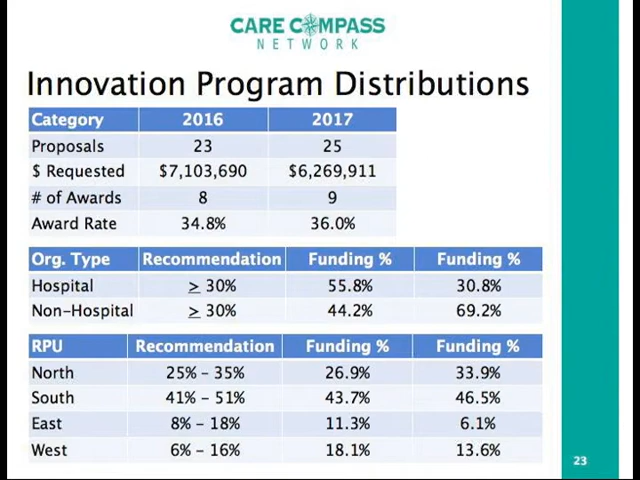 CARE COMPASS
NETWORK
Innovation Program Distributions
Category 2016 2017
Proposals 23 25
$ Requested $7,103,690 $6,269,911
# of Awards 8 9
Award Rate 34.8% 36.0%
Org. Type Recommendation Funding % Funding %
Hospital ≥ 30% 55.8% 30.8%
Non-Hospital ≥ 30% 44.2% 69.2%
RPU Recommendation Funding % Funding %
North 25% – 35% 26.9% 33.9%
South 41% – 51% 43.7% 46.5%
East 8% – 18% 11.3% 6.1%
West 6% – 16% 18.1% 13.6%
23